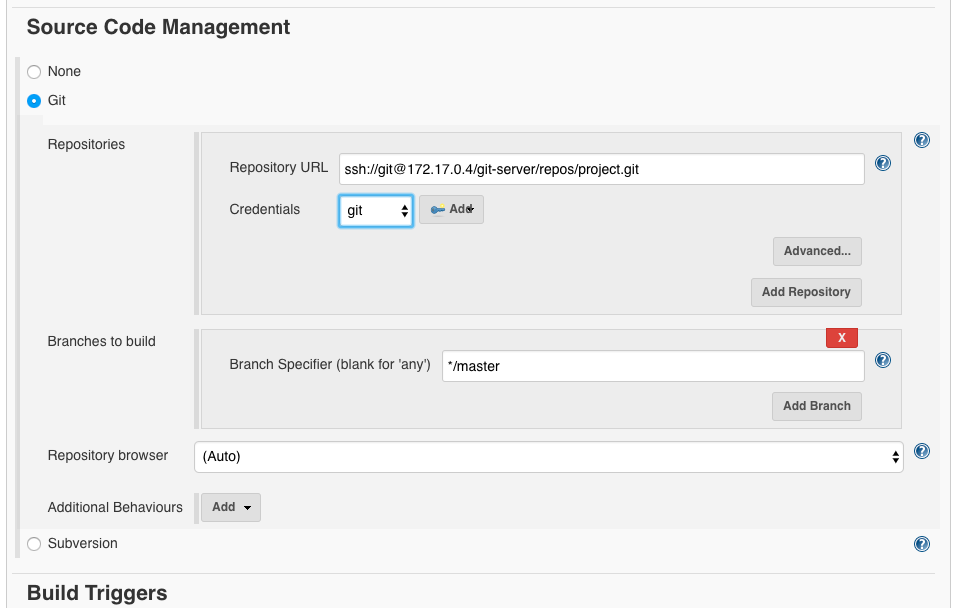 Source Code Management
None
Git
Repositories
Repository URL ssh://git@172.17.0.4/git-server/repos/project.git
Credentials git Add
Advanced...
Add Repository
Branches to build
X
Branch Specifier (blank for 'any') */master
Add Branch
Repository browser (Auto)
Additional Behaviours Add
Subversion
Build Triggers